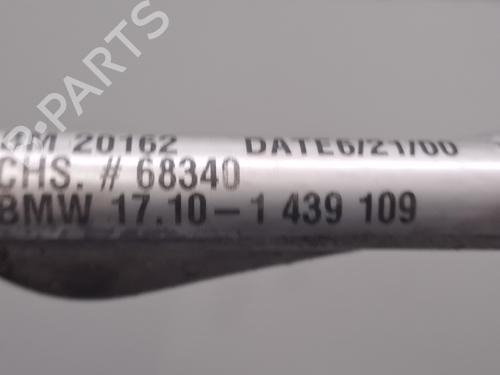 20162 DATE6/21/00
CHS. # 68340
BMW 17.10-1 439 109
B-PARTS